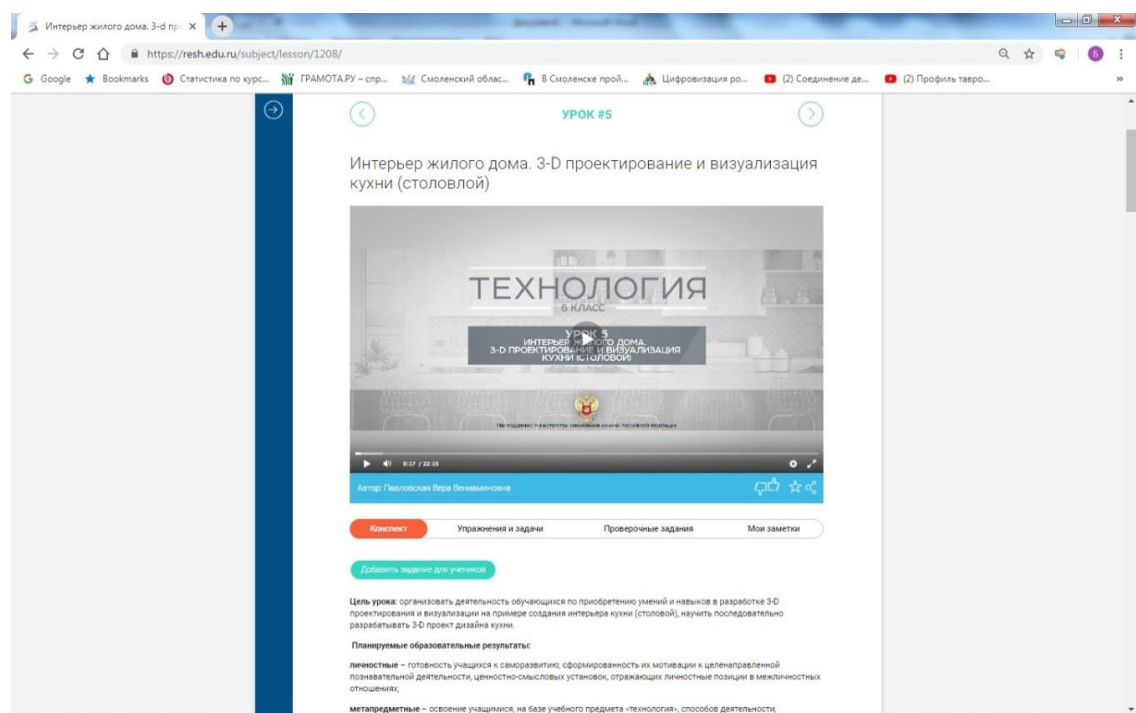 Интерьер жилого дома. 3-d пр
https://resh.edu.ru/subject/lesson/1208/
Google Bookmarks Статистика по курс... ГРАМОТА.РУ – спр... Смоленский облас... В Смоленске прой... Цифровизация ро... (2) Соединение де... (2) Профиль тавро...
УРОК #5
Интерьер жилого дома. 3-D проектирование и визуализация
кухни (столовлой)
ТЕХНОЛОГИЯ
6 КЛАСС
УРОК 5
ИНТЕРЬЕР ЖИЛОГО ДОМА.
3-D ПРОЕКТИРОВАНИЕ И ВИЗУАЛИЗАЦИЯ
КУХНИ (СТОЛОВОЙ)
0:17 / 22:15
Автор: Павловская Вера Вениаминовна
Конспект Упражнения и задачи Проверочные задания Мои заметки
Добавить задание для учеников
Цель урока: организовать деятельность обучающихся по приобретению умений и навыков в разработке 3-D
проектирования и визуализации на примере создания интерьера кухни (столовой), научить последовательно
разрабатывать 3-D проект дизайна кухни.
Планируемые образовательные результаты:
личностные – готовность учащихся к саморазвитию; сформированность их мотивации к целенаправленной
познавательной деятельности, ценностно-смысловых установок, отражающих личностные позиции в межличностных
отношениях;
метапредметные – освоение учащимися, на базе учебного предмета «технология», способов деятельности,